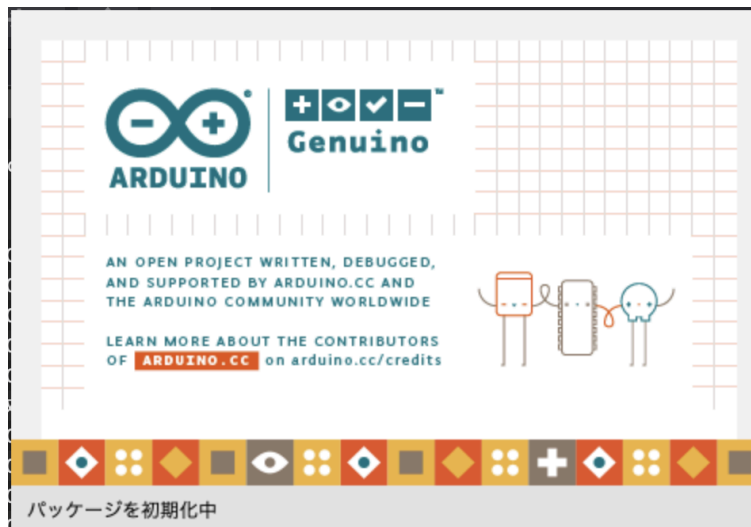 ARDUINO
Genuino™
AN OPEN PROJECT WRITTEN, DEBUGGED,
AND SUPPORTED BY ARDUINO.CC AND
THE ARDUINO COMMUNITY WORLDWIDE
LEARN MORE ABOUT THE CONTRIBUTORS
OF ARDUINO.CC on arduino.cc/credits
パッケージを初期化中